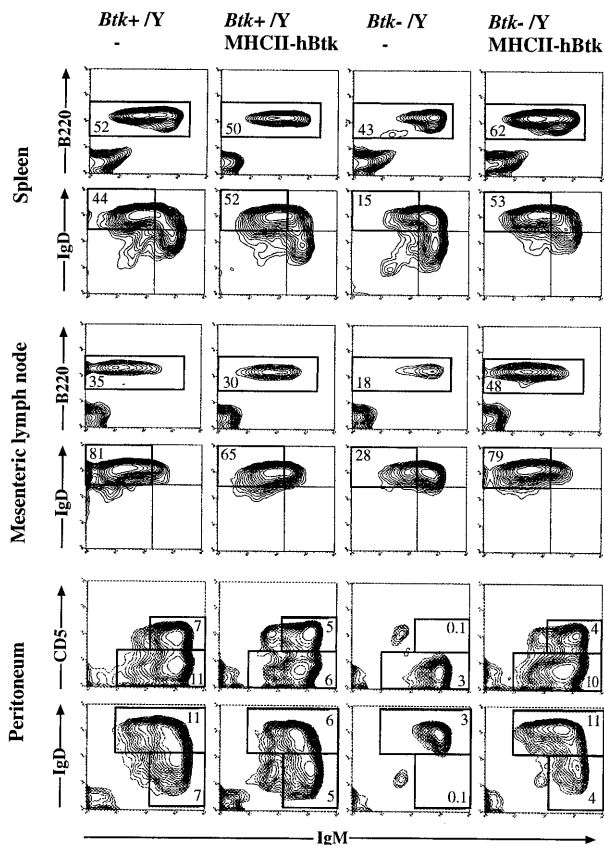 Btk+ /Y Btk+ /Y Btk- /Y Btk- /Y
- MHCII-hBtk - MHCII-hBtk
Spleen
B220
52 50 43 62
IgD
44 52 15 53
Mesenteric lymph node
B220
35 30 18 48
IgD
81 65 28 79
Peritoneum
CD5
7 5 0.1 4
11 6 3 10
IgD
11 6 3 11
7 5 0.1 4
IgM